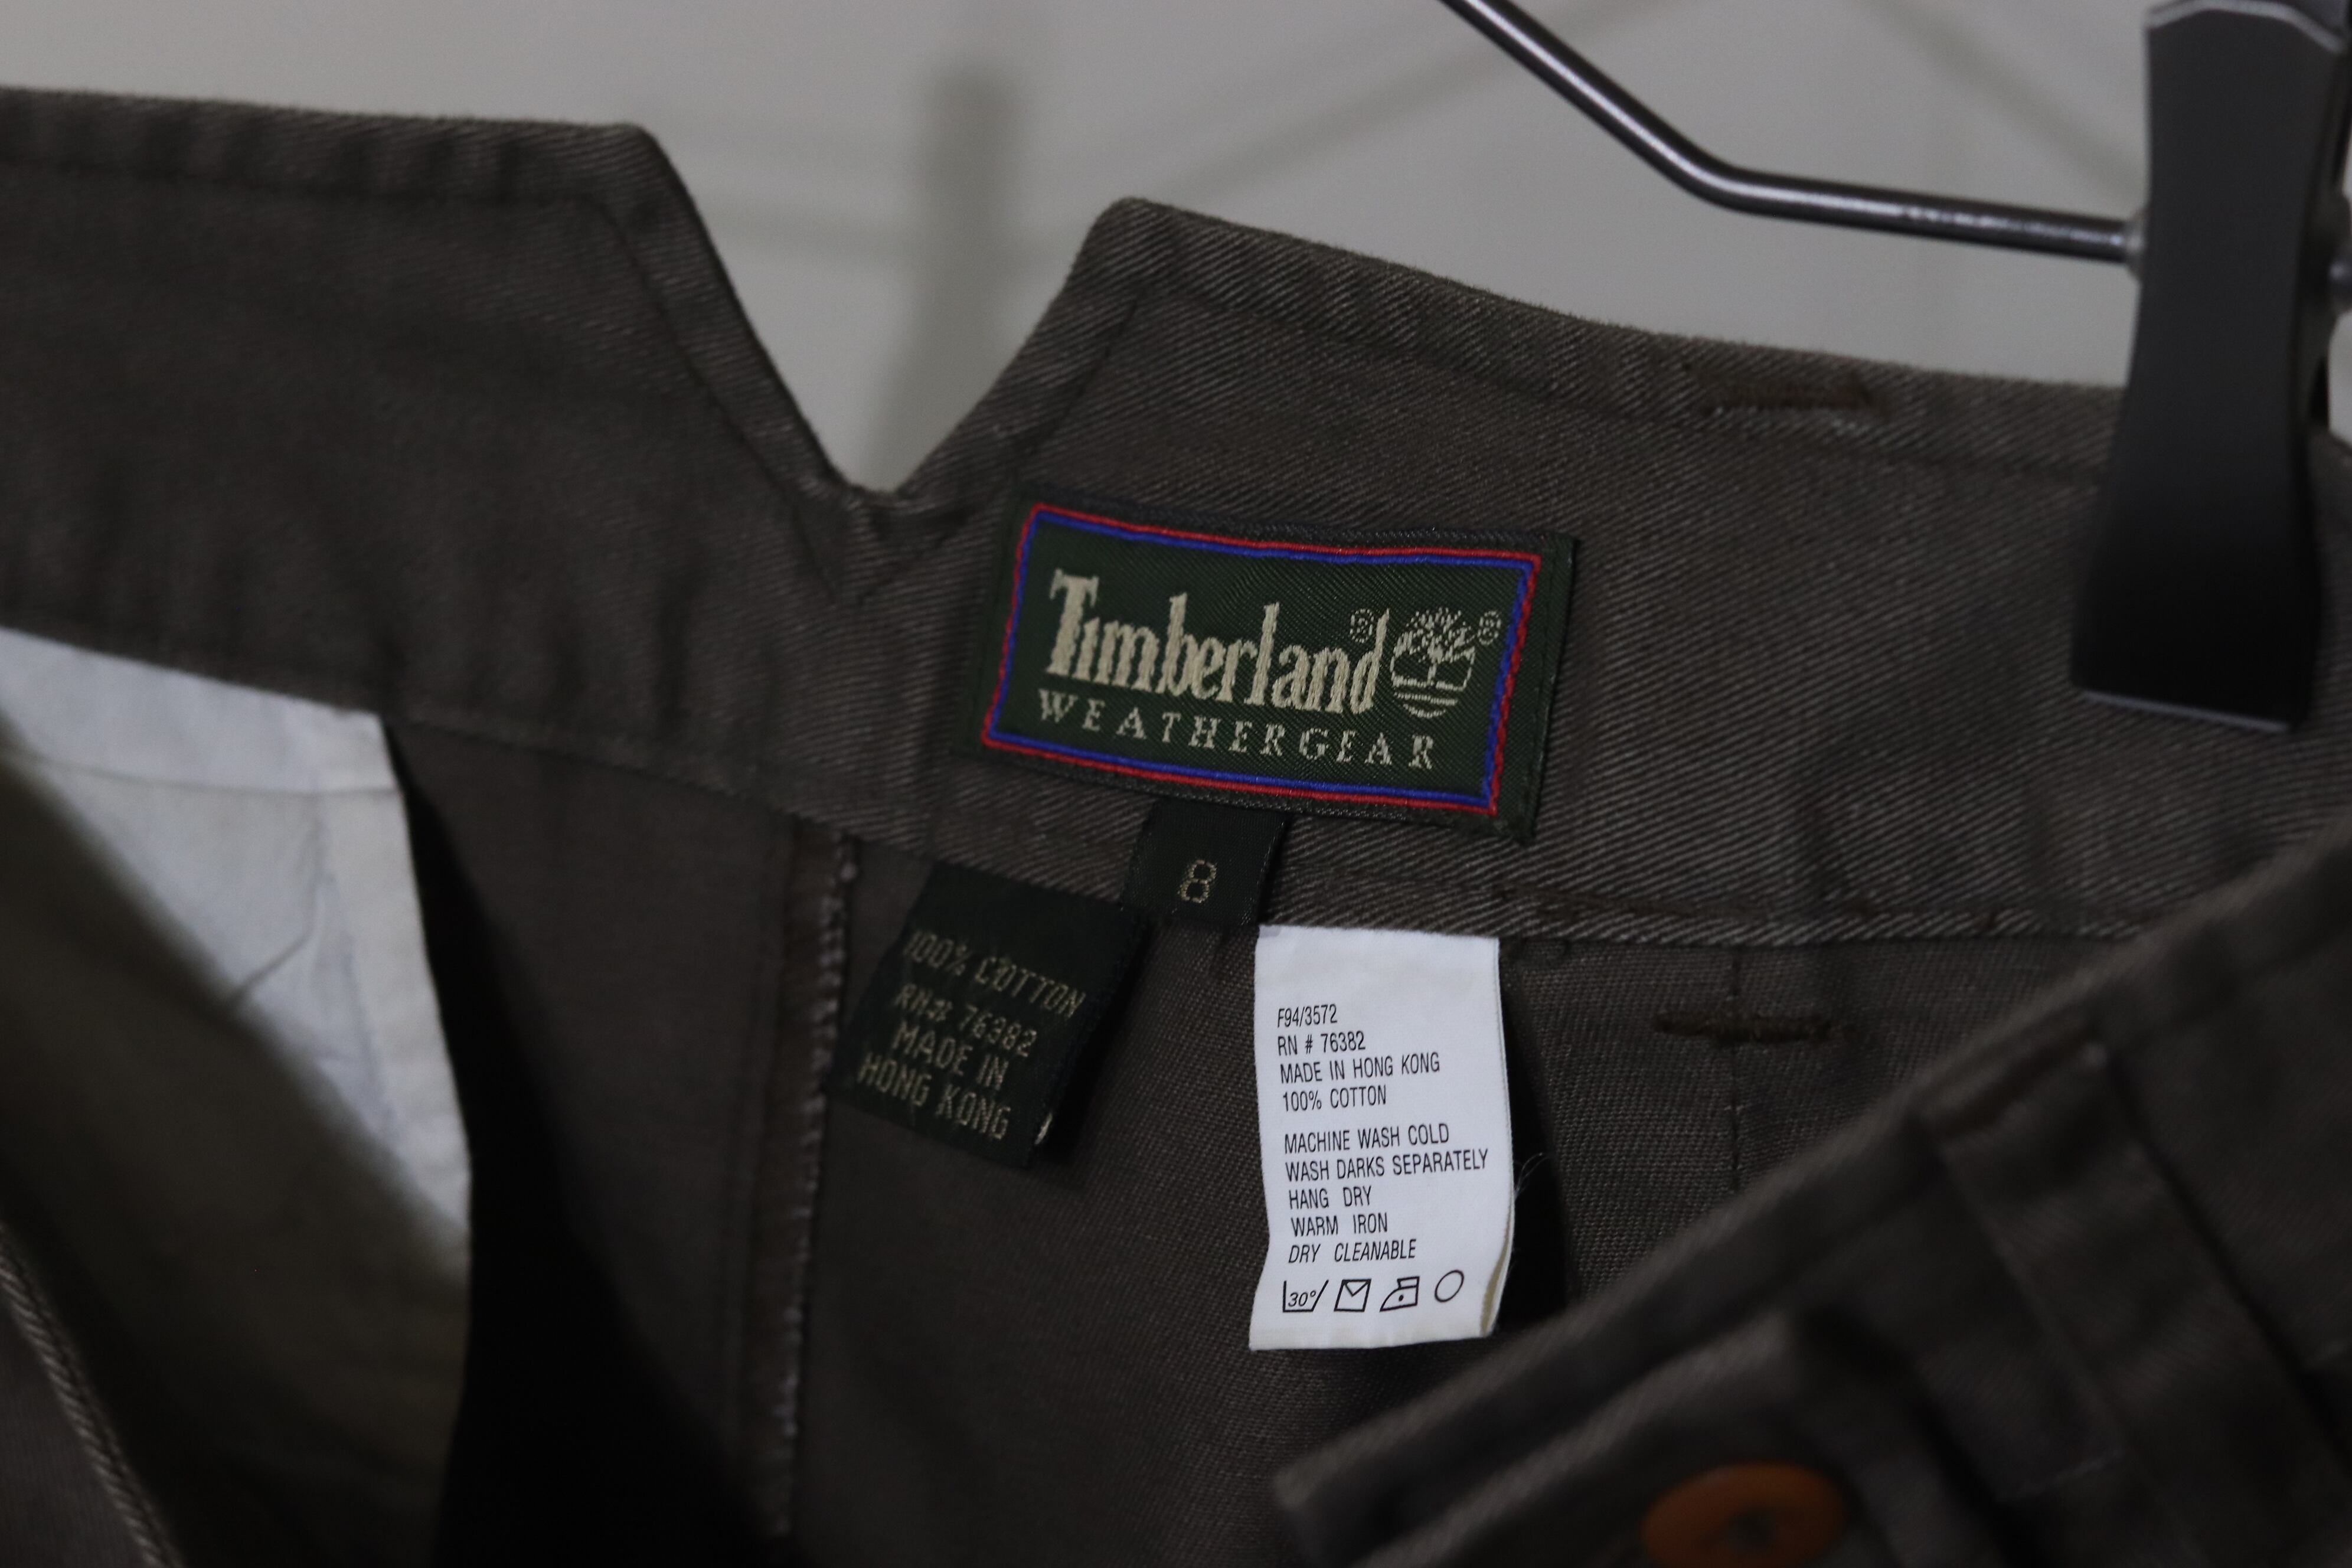 Timberland®
®
WEATHERGEAR
8
100% COTTON
RN# 76382
MADE IN
HONG KONG
F94/3572
RN # 76382
MADE IN HONG KONG
100% COTTON
MACHINE WASH COLD
WASH DARKS SEPARATELY
HANG DRY
WARM IRON
DRY CLEANABLE
30°